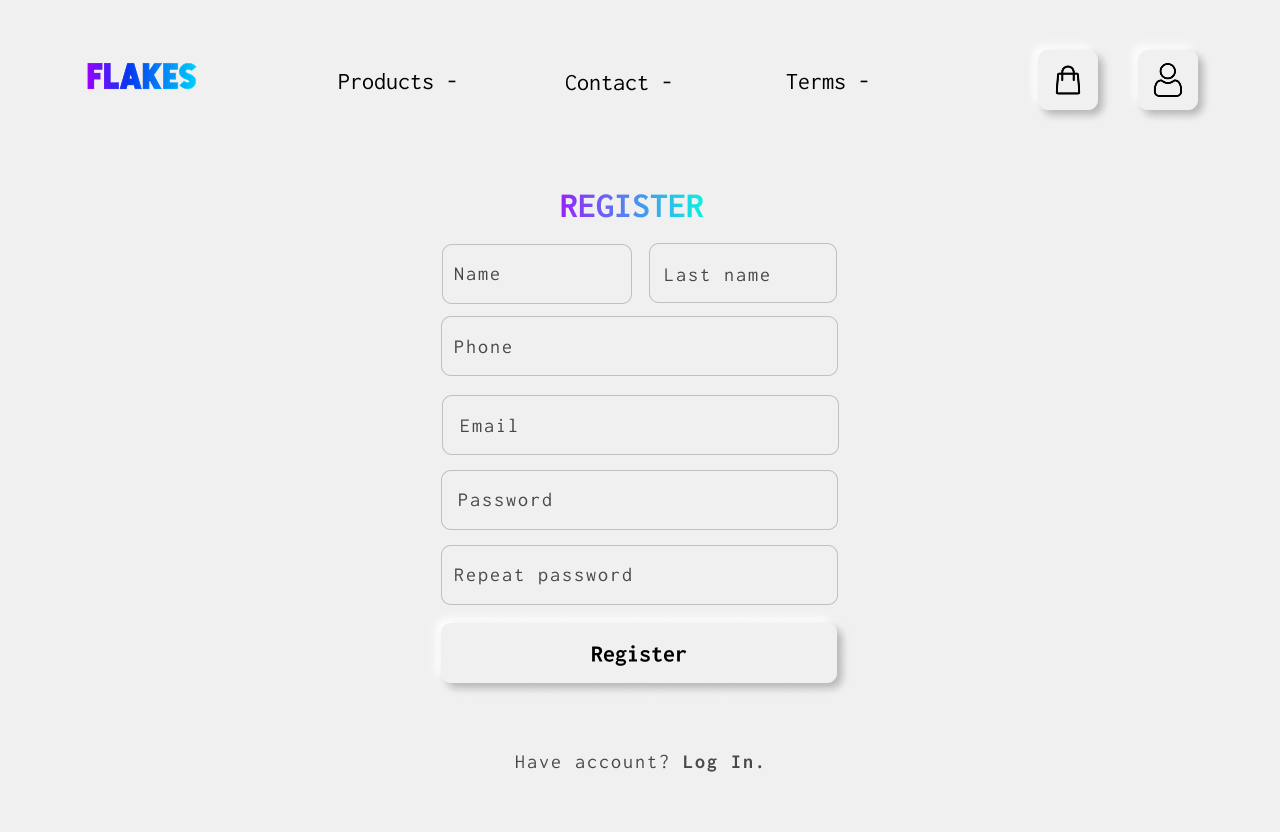 FLAKES
Products - Contact - Terms -
REGISTER
Name Last name
Phone
Email
Password
Repeat password
Register
Have account? Log In.